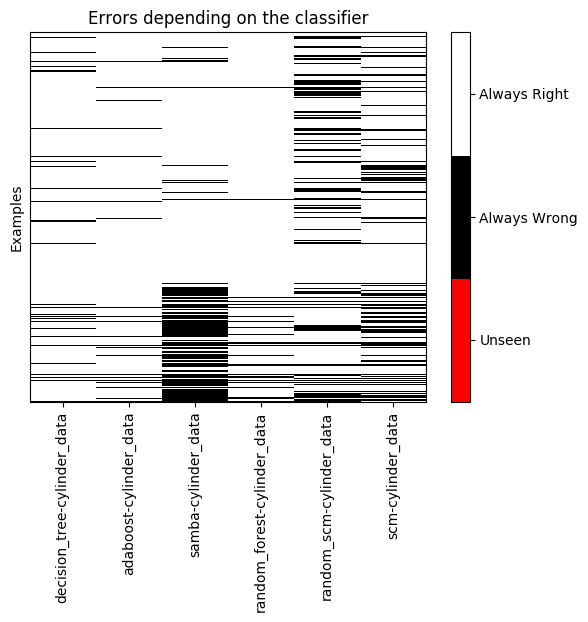 Errors depending on the classifier
Examples
decision_tree-cylinder_data
adaboost-cylinder_data
samba-cylinder_data
random_forest-cylinder_data
random_scm-cylinder_data
scm-cylinder_data
Always Right
Always Wrong
Unseen